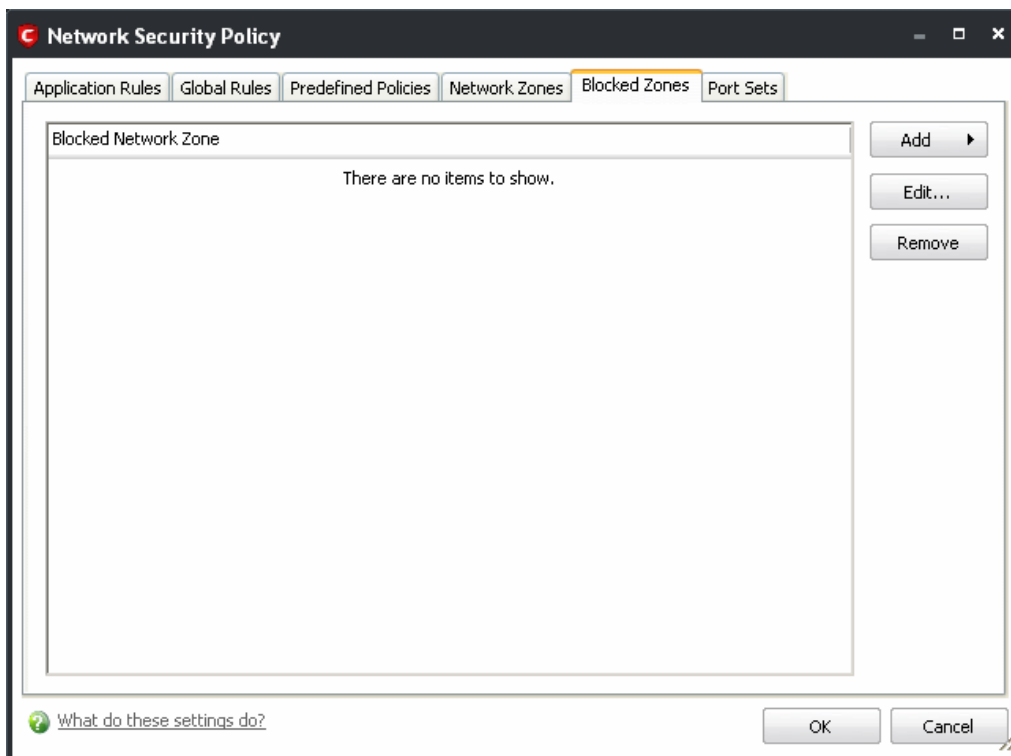 Network Security Policy
Application Rules Global Rules Predefined Policies Network Zones Blocked Zones Port Sets
Blocked Network Zone
There are no items to show.
Add
Edit...
Remove
What do these settings do?
OK Cancel